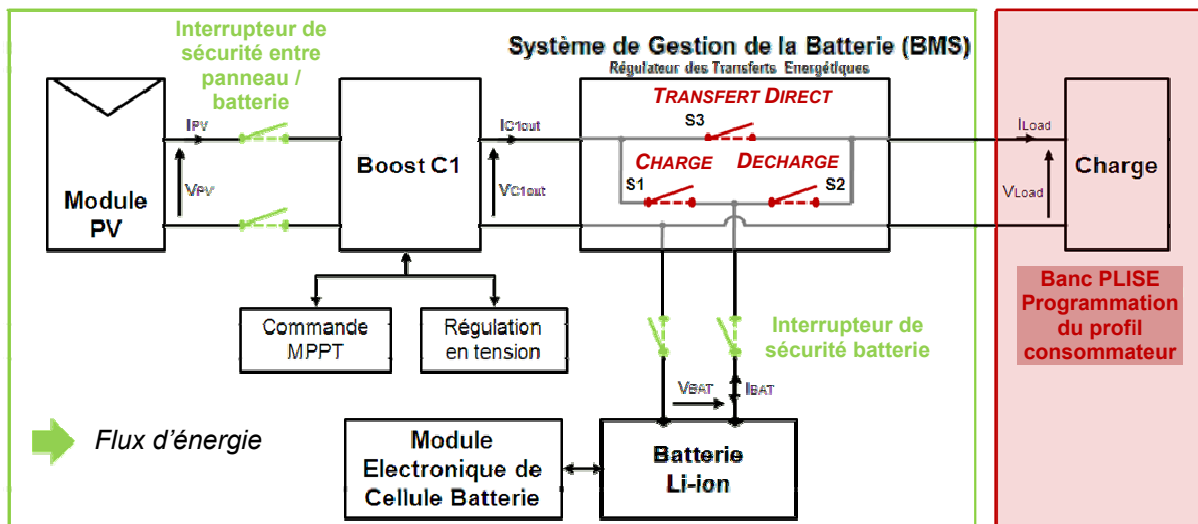 Interrupteur de
sécurité entre
panneau /
batterie
Système de Gestion de la Batterie (BMS)
Régulateur des Transferts Energétiques
TRANSFERT DIRECT
S3
CHARGE DECHARGE
S1 S2
IPV
VPV
Module
PV
Boost C1
IC1out
VC1out
ILoad
VLoad
Charge
Commande
MPPT
Régulation
en tension
Interrupteur de
sécurité batterie
Banc PLISE
Programmation
du profil
consommateur
VBAT IBAT
Flux d'énergie
Module
Electronique de
Cellule Batterie
Batterie
Li-ion